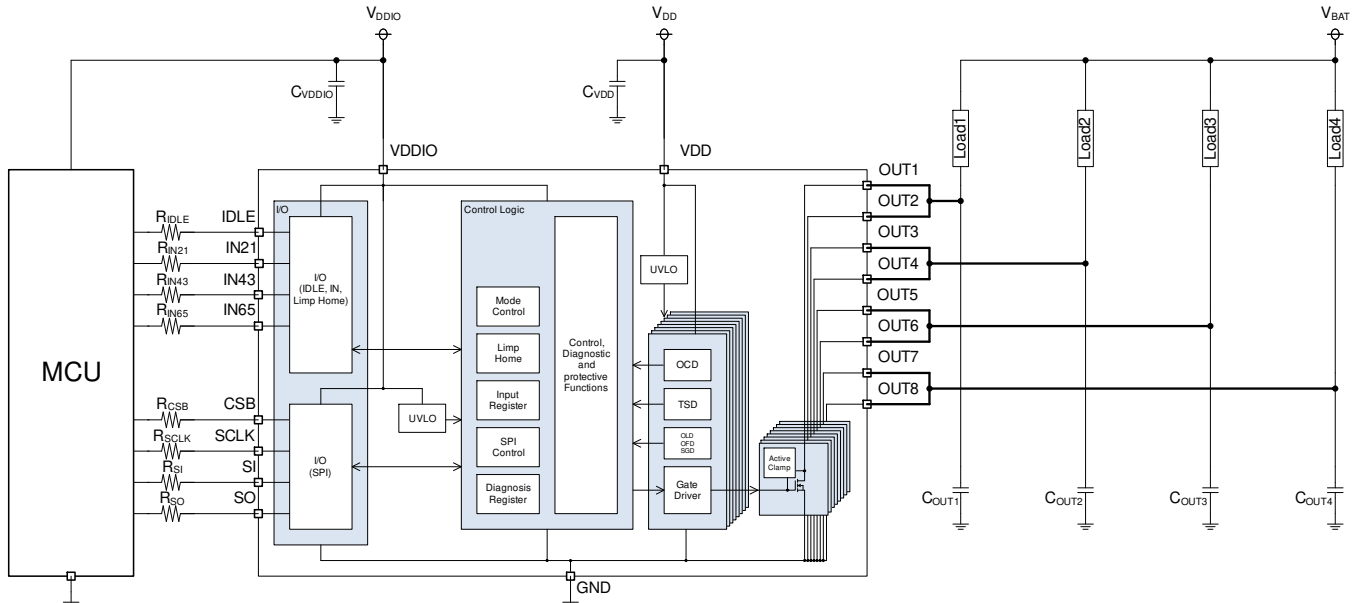 VDDIO
VDD
VBAT
CVDDIO
CVDD
Load1
Load2
Load3
Load4
VDDIO
VDD
MCU
RIDLE
IDLE
RIN21
IN21
RIN43
IN43
RIN65
IN65
RCSB
CSB
RSCLK
SCLK
RSI
SI
RSO
SO
I/O
I/O
(IDLE, IN,
Limp Home)
I/O
(SPI)
UVLO
Control Logic
Mode
Control
Limp
Home
Input
Register
SPI
Control
Diagnosis
Register
Control,
Diagnostic
and
protective
Functions
UVLO
OCD
TSD
OLD
OFD
SGD
Gate
Driver
Active
Clamp
OUT1
OUT2
OUT3
OUT4
OUT5
OUT6
OUT7
OUT8
COUT1
COUT2
COUT3
COUT4
GND